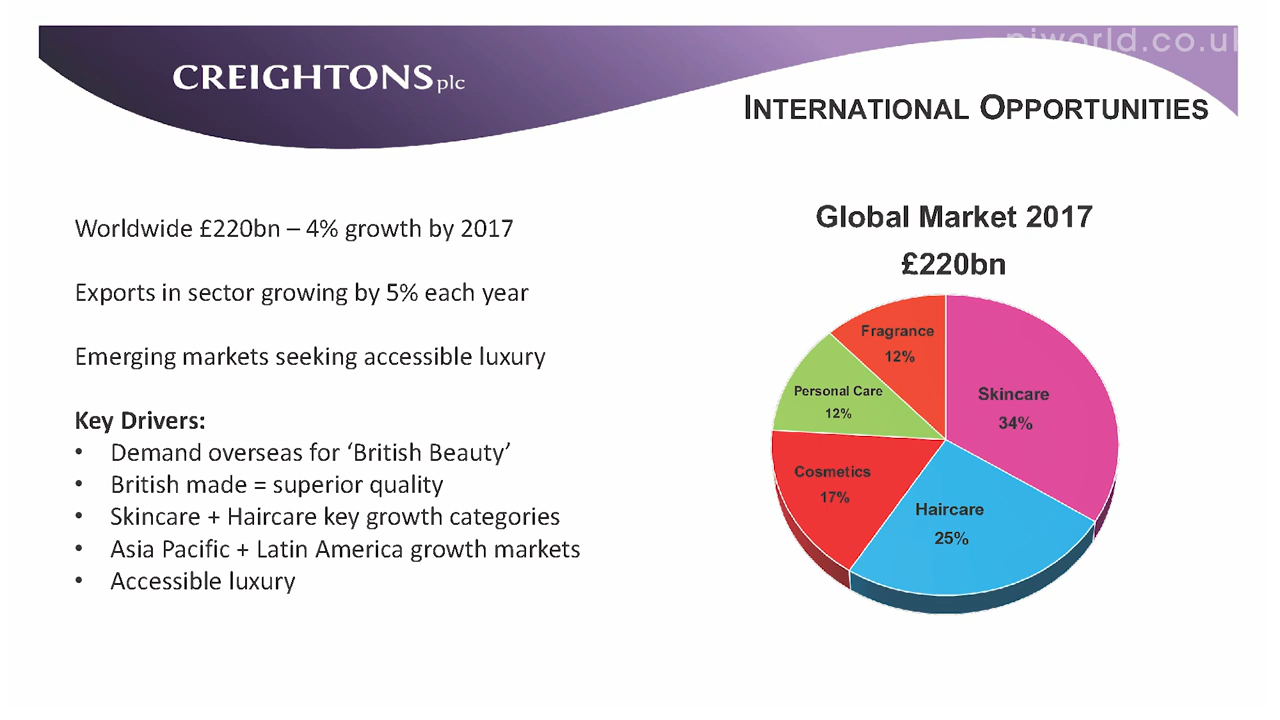 piworld.co.uk
CREIGHTONS plc
INTERNATIONAL OPPORTUNITIES
Worldwide £220bn – 4% growth by 2017
Exports in sector growing by 5% each year
Emerging markets seeking accessible luxury
Key Drivers:
• Demand overseas for ‘British Beauty’
• British made = superior quality
• Skincare + Haircare key growth categories
• Asia Pacific + Latin America growth markets
• Accessible luxury
Global Market 2017
£220bn
Fragrance
12%
Personal Care
12%
Skincare
34%
Cosmetics
17%
Haircare
25%